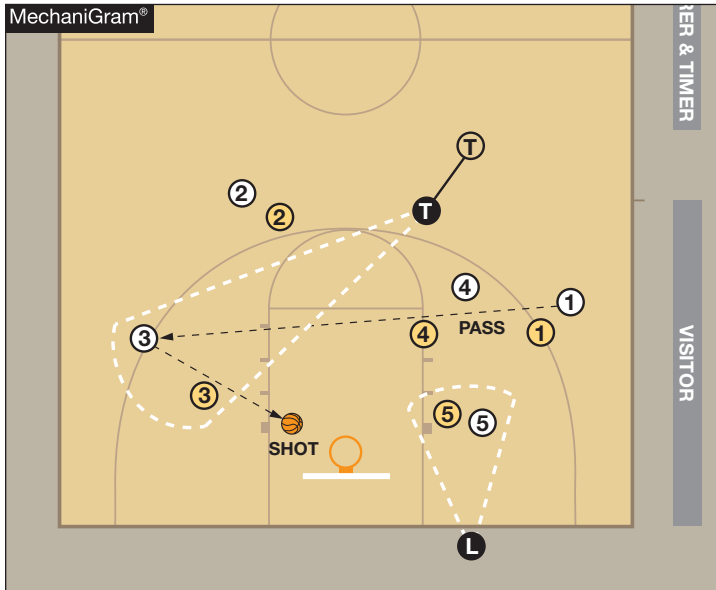 MechaniGram®
RER & TIMER
T
2
2
T
4
1
PASS
4
1
3
VISITOR
3
5
5
SHOT
L